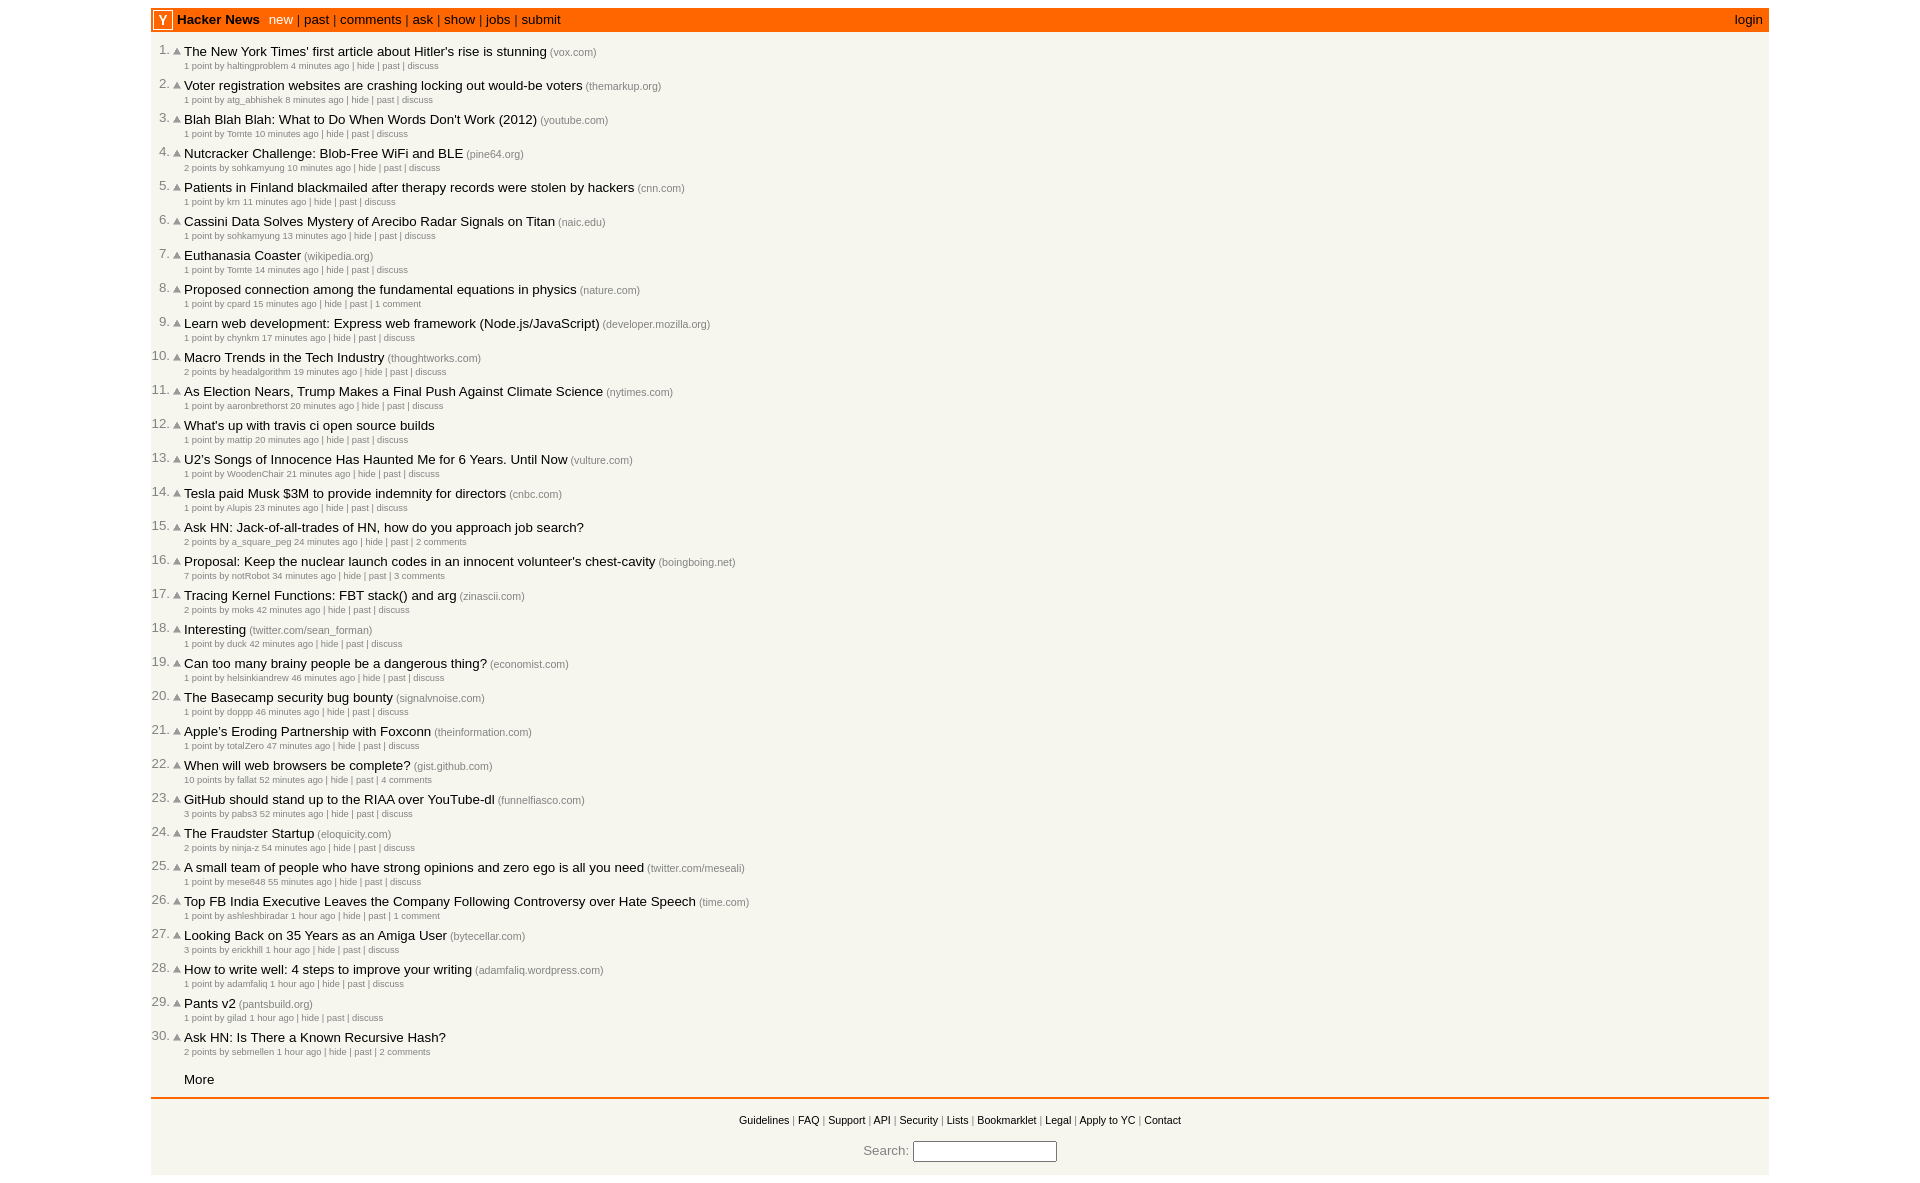 Y Hacker News new | past | comments | ask | show | jobs | submit login
1. The New York Times' first article about Hitler's rise is stunning (vox.com)
1 point by haltingproblem 4 minutes ago | hide | past | discuss
2. Voter registration websites are crashing locking out would-be voters (themarkup.org)
1 point by atg_abhishek 8 minutes ago | hide | past | discuss
3. Blah Blah Blah: What to Do When Words Don't Work (2012) (youtube.com)
1 point by Tomte 10 minutes ago | hide | past | discuss
4. Nutcracker Challenge: Blob-Free WiFi and BLE (pine64.org)
2 points by sohkamyung 10 minutes ago | hide | past | discuss
5. Patients in Finland blackmailed after therapy records were stolen by hackers (cnn.com)
1 point by krn 11 minutes ago | hide | past | discuss
6. Cassini Data Solves Mystery of Arecibo Radar Signals on Titan (naic.edu)
1 point by sohkamyung 13 minutes ago | hide | past | discuss
7. Euthanasia Coaster (wikipedia.org)
1 point by Tomte 14 minutes ago | hide | past | discuss
8. Proposed connection among the fundamental equations in physics (nature.com)
1 point by cpard 15 minutes ago | hide | past | 1 comment
9. Learn web development: Express web framework (Node.js/JavaScript) (developer.mozilla.org)
1 point by chynkm 17 minutes ago | hide | past | discuss
10. Macro Trends in the Tech Industry (thoughtworks.com)
2 points by headalgorithm 19 minutes ago | hide | past | discuss
11. As Election Nears, Trump Makes a Final Push Against Climate Science (nytimes.com)
1 point by aaronbrethorst 20 minutes ago | hide | past | discuss
12. What's up with travis ci open source builds
1 point by mattip 20 minutes ago | hide | past | discuss
13. U2's Songs of Innocence Has Haunted Me for 6 Years. Until Now (vulture.com)
1 point by WoodenChair 21 minutes ago | hide | past | discuss
14. Tesla paid Musk $3M to provide indemnity for directors (cnbc.com)
1 point by Alupis 23 minutes ago | hide | past | discuss
15. Ask HN: Jack-of-all-trades of HN, how do you approach job search?
2 points by a_square_peg 24 minutes ago | hide | past | 2 comments
16. Proposal: Keep the nuclear launch codes in an innocent volunteer's chest-cavity (boingboing.net)
7 points by notRobot 34 minutes ago | hide | past | 3 comments
17. Tracing Kernel Functions: FBT stack() and arg (zinascii.com)
2 points by moks 42 minutes ago | hide | past | discuss
18. Interesting (twitter.com/sean_forman)
1 point by duck 42 minutes ago | hide | past | discuss
19. Can too many brainy people be a dangerous thing? (economist.com)
1 point by helsinkiandrew 46 minutes ago | hide | past | discuss
20. The Basecamp security bug bounty (signalvnoise.com)
1 point by doppp 46 minutes ago | hide | past | discuss
21. Apple's Eroding Partnership with Foxconn (theinformation.com)
1 point by totalZero 47 minutes ago | hide | past | discuss
22. When will web browsers be complete? (gist.github.com)
10 points by fallat 52 minutes ago | hide | past | 4 comments
23. GitHub should stand up to the RIAA over YouTube-dl (funnelfiasco.com)
3 points by pabs3 52 minutes ago | hide | past | discuss
24. The Fraudster Startup (eloquicity.com)
2 points by ninja-z 54 minutes ago | hide | past | discuss
25. A small team of people who have strong opinions and zero ego is all you need (twitter.com/meseali)
1 point by mese848 55 minutes ago | hide | past | discuss
26. Top FB India Executive Leaves the Company Following Controversy over Hate Speech (time.com)
1 point by ashleshbiradar 1 hour ago | hide | past | 1 comment
27. Looking Back on 35 Years as an Amiga User (bytecellar.com)
3 points by erickhill 1 hour ago | hide | past | discuss
28. How to write well: 4 steps to improve your writing (adamfaliq.wordpress.com)
1 point by adamfaliq 1 hour ago | hide | past | discuss
29. Pants v2 (pantsbuild.org)
1 point by gilad 1 hour ago | hide | past | discuss
30. Ask HN: Is There a Known Recursive Hash?
2 points by sebmellen 1 hour ago | hide | past | 2 comments
More
Guidelines | FAQ | Support | API | Security | Lists | Bookmarklet | Legal | Apply to YC | Contact
Search: